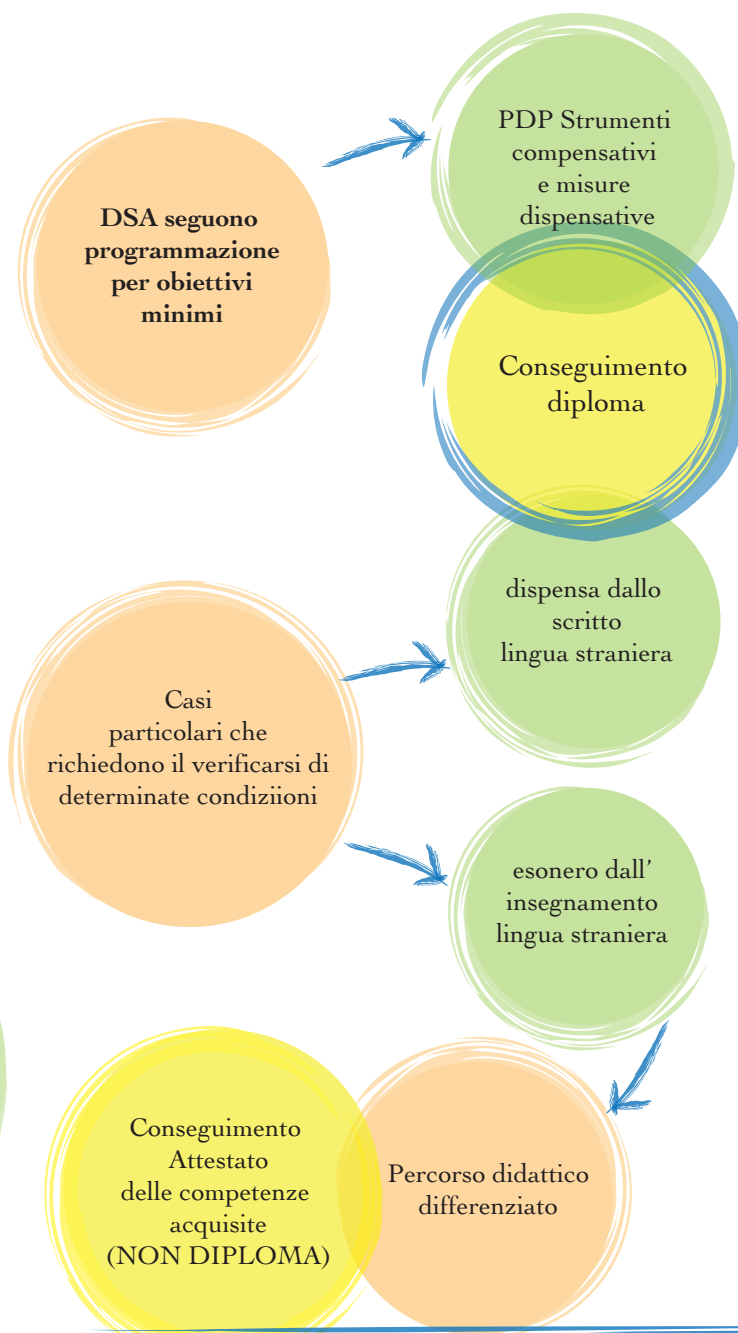 DSA seguono
programmazione
per obiettivi
minimi
PDP Strumenti
compensativi
e misure
dispensative
Conseguimento
diploma
Casi
particolari che
richiedono il verificarsi di
determinate condiziioni
dispensa dallo
scritto
lingua straniera
esonero dall'
insegnamento
lingua straniera
Percorso didattico
differenziato
Conseguimento
Attestato
delle competenze
acquisite
(NON DIPLOMA)